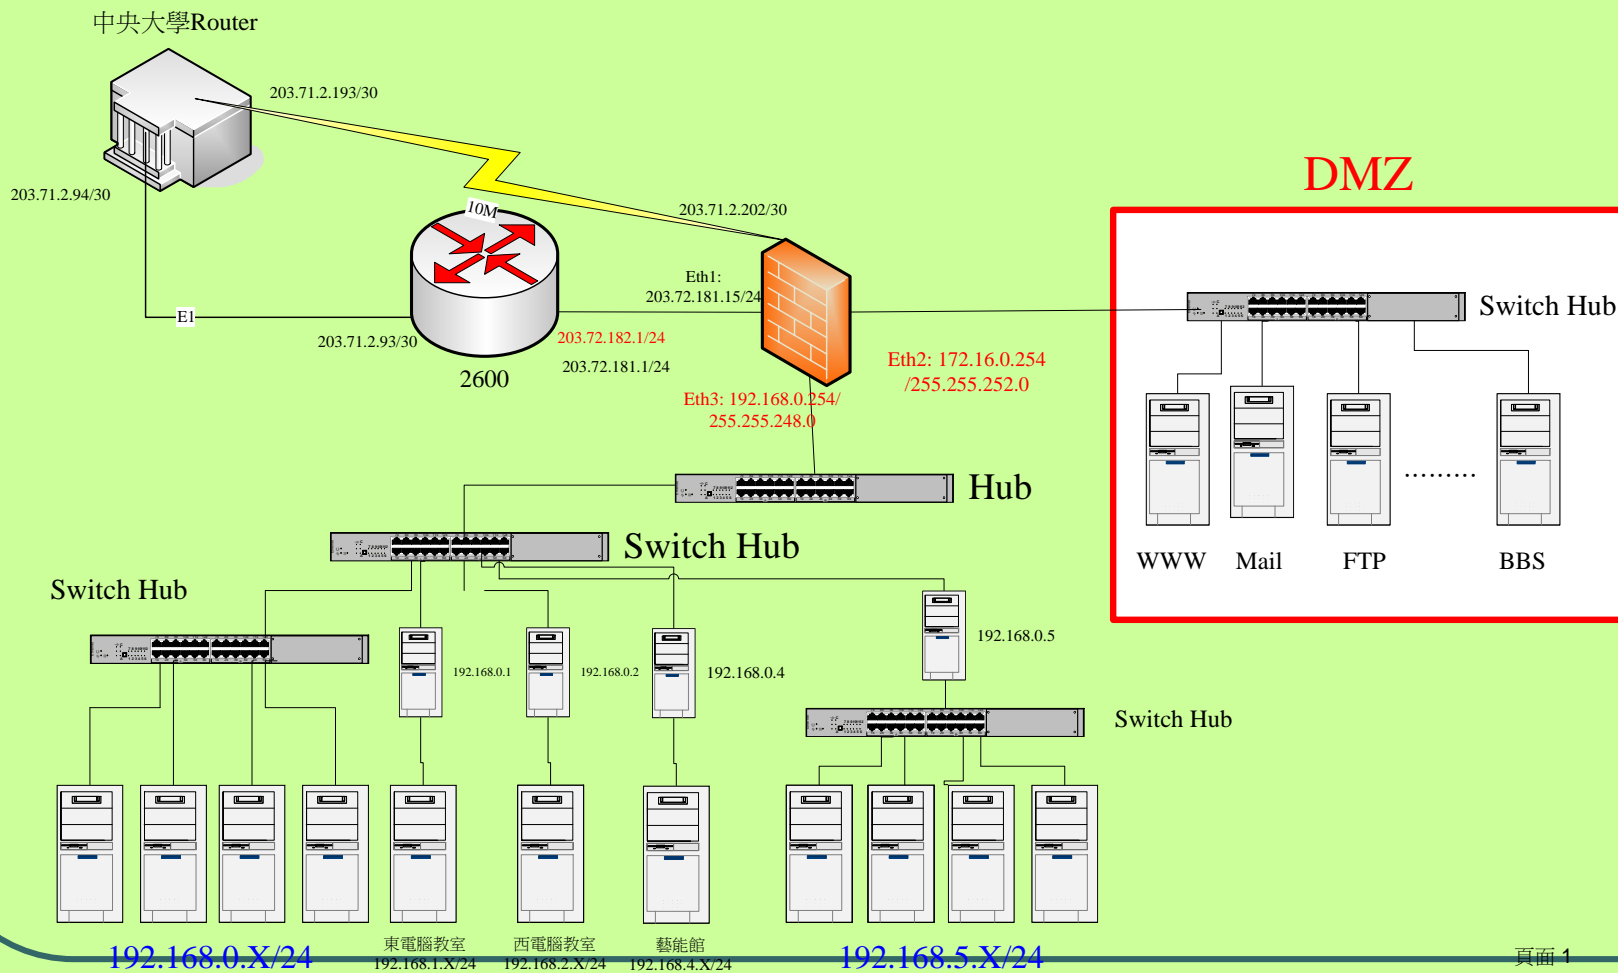 中央大學Router
203.71.2.193/30
DMZ
203.71.2.94/30
10M
203.71.2.202/30
Eth1:
203.72.181.15/24
Switch Hub
E1
203.71.2.93/30
203.72.182.1/24
203.72.181.1/24
2600
Eth2: 172.16.0.254
/255.255.252.0
Eth3: 192.168.0.254/
255.255.248.0
.........
Hub
WWW
Mail
FTP
BBS
Switch Hub
Switch Hub
192.168.0.1
192.168.0.2
192.168.0.4
192.168.0.5
Switch Hub
192.168.0.X/24
東電腦教室
192.168.1.X/24
西電腦教室
192.168.2.X/24
藝能館
192.168.4.X/24
192.168.5.X/24
頁面 1